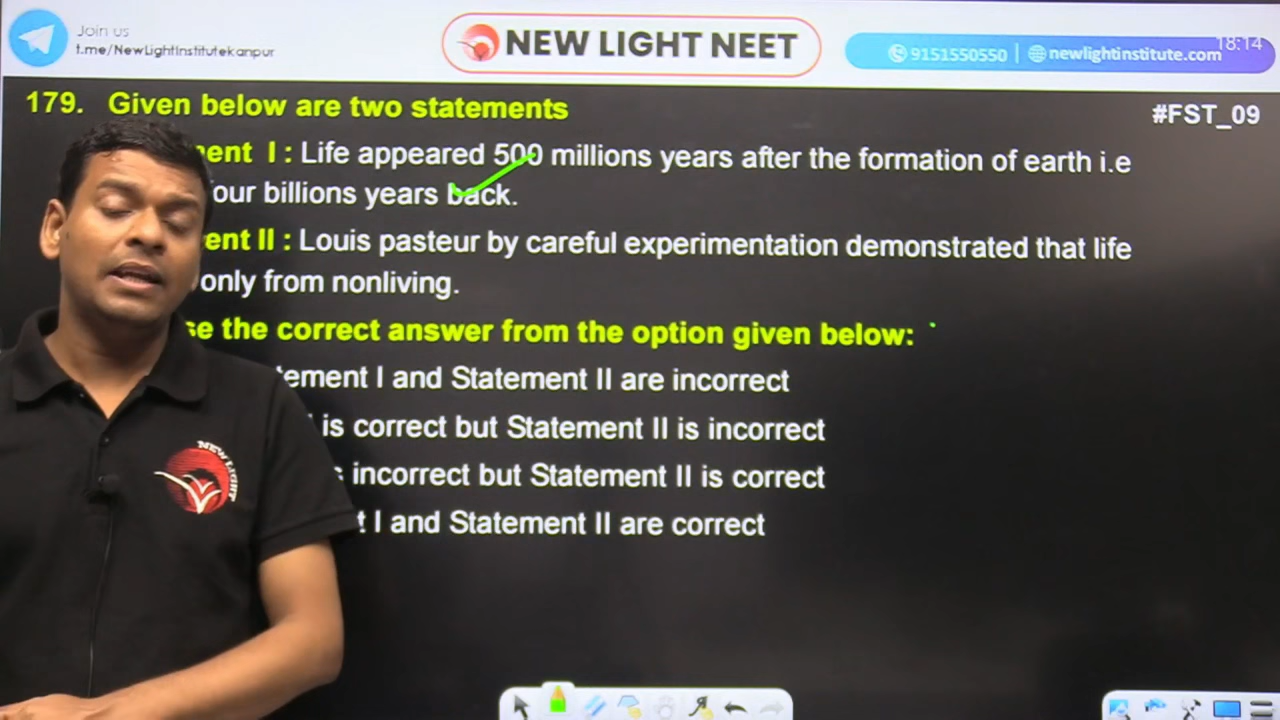 Join us
t.me/NewLightInstitutekanpur
NEW LIGHT NEET
9151550550 | newlightinstitute.com
18:14
179. Given below are two statements
#FST_09
ent I : Life appeared 500 millions years after the formation of earth i.e
four billions years back.
ent II : Louis pasteur by careful experimentation demonstrated that life
only from nonliving.
se the correct answer from the option given below:
tement I and Statement II are incorrect
I is correct but Statement II is incorrect
s incorrect but Statement II is correct
t I and Statement II are correct
NEW LIGHT